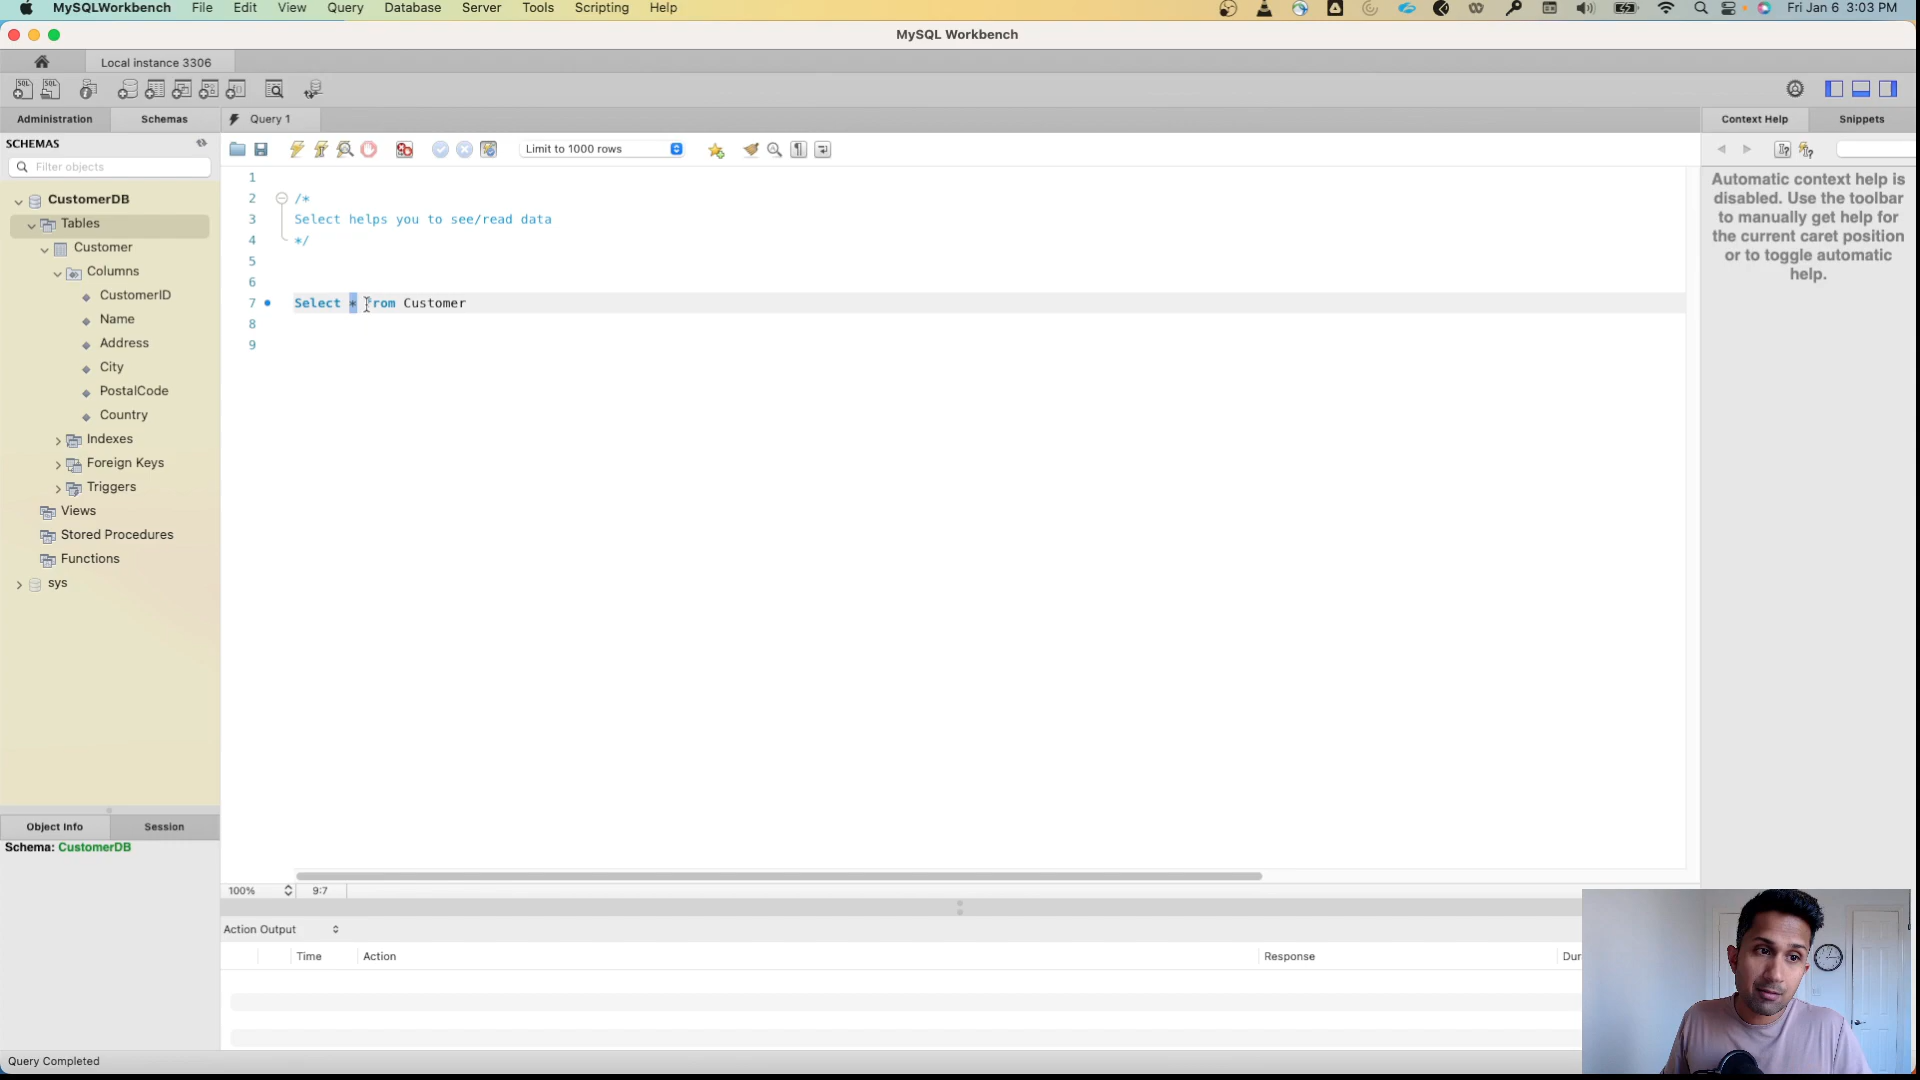 MySQLWorkbench File Edit View Query Database Server Tools Scripting Help Fri Jan 6 3:03 PM
MySQL Workbench
Local instance 3306
Administration Schemas Query 1 Context Help Snippets
SCHEMAS
Filter objects
Limit to 1000 rows
CustomerDB
Tables
Customer
Columns
CustomerID
Name
Address
City
PostalCode
Country
Indexes
Foreign Keys
Triggers
Views
Stored Procedures
Functions
sys
1
2 /*
3 Select helps you to see/read data
4 */
5
6
7 Select * from Customer
8
9
Automatic context help is
disabled. Use the toolbar
to manually get help for
the current caret position
or to toggle automatic
help.
Object Info Session
Schema: CustomerDB
100% 9:7
Action Output
Time Action Response Dur
Query Completed